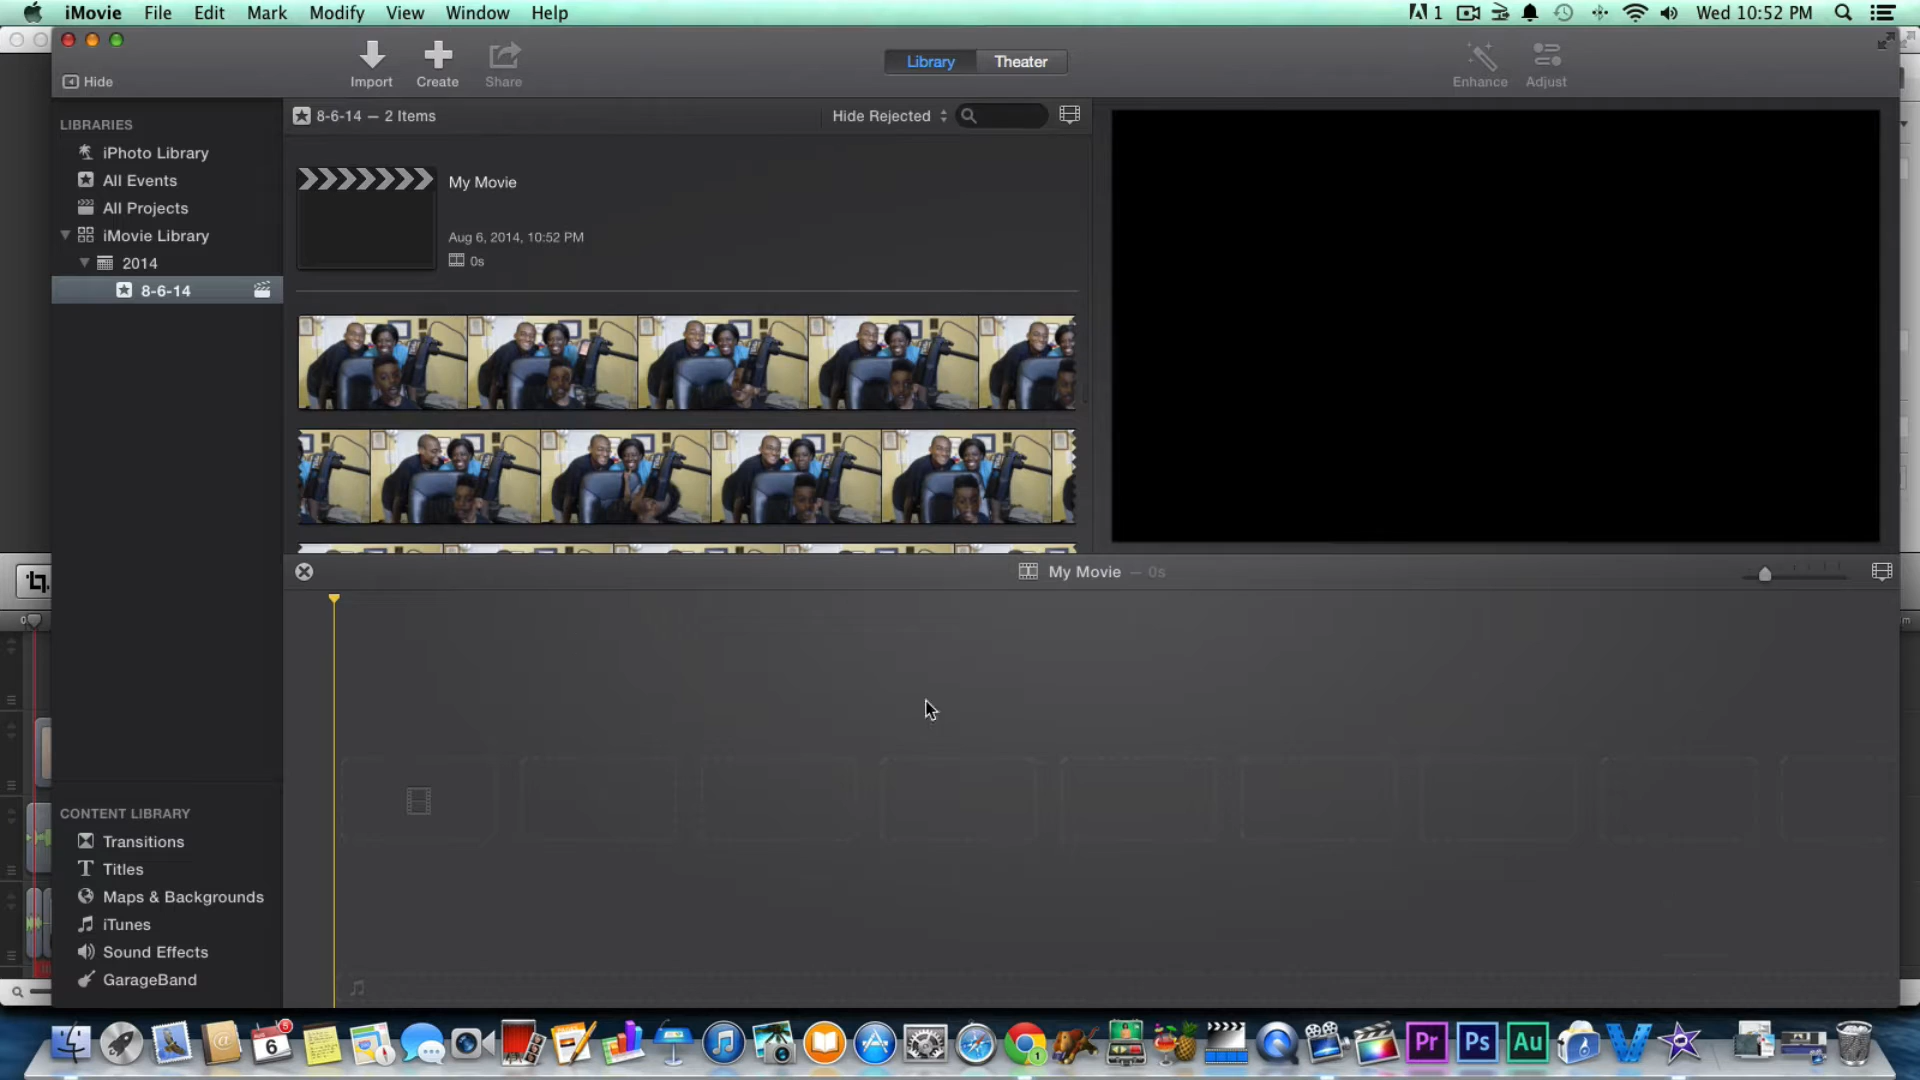 iMovie File Edit Mark Modify View Window Help
1 Wed 10:52 PM
Hide
Import Create Share
Library Theater
Enhance Adjust
LIBRARIES
iPhoto Library
All Events
All Projects
iMovie Library
2014
8-6-14
8-6-14 — 2 Items
Hide Rejected
My Movie
Aug 6, 2014, 10:52 PM
0s
My Movie — 0s
CONTENT LIBRARY
Transitions
Titles
Maps & Backgrounds
iTunes
Sound Effects
GarageBand
5
6
1
Pr
Ps
Au